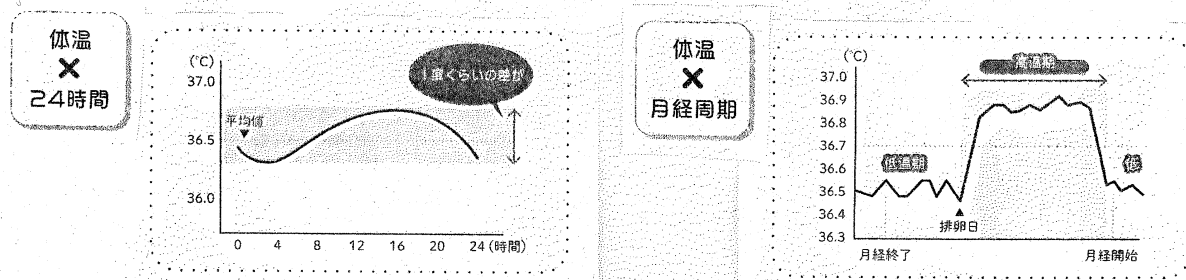 体温
×
24時間
(℃)
37.0
36.5
36.0
平均値
1度くらいの差が
0 4 8 12 16 20 24 (時間)
体温
×
月経周期
(℃)
37.0
36.9
36.8
36.7
36.6
36.5
36.4
36.3
高温期
低温期
低
排卵日
月経終了
月経開始